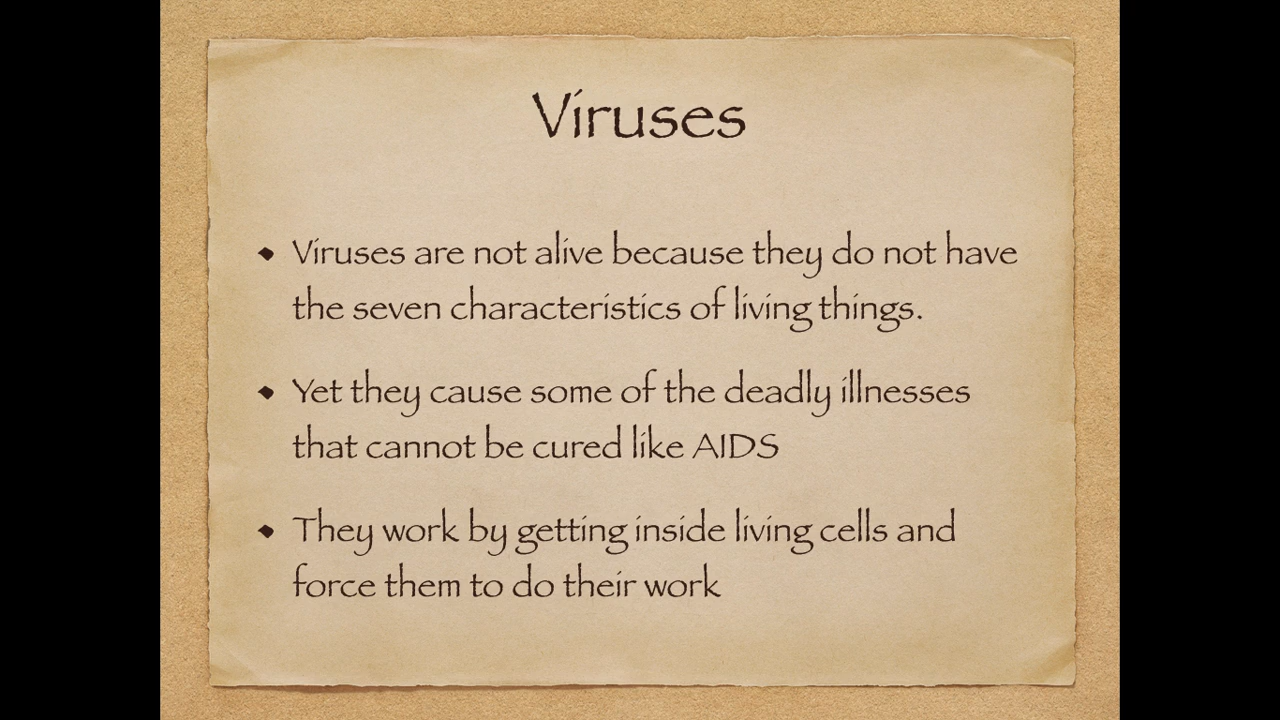 Viruses
• Viruses are not alive because they do not have
the seven characteristics of living things.
• Yet they cause some of the deadly illnesses
that cannot be cured like AIDS
• They work by getting inside living cells and
force them to do their work